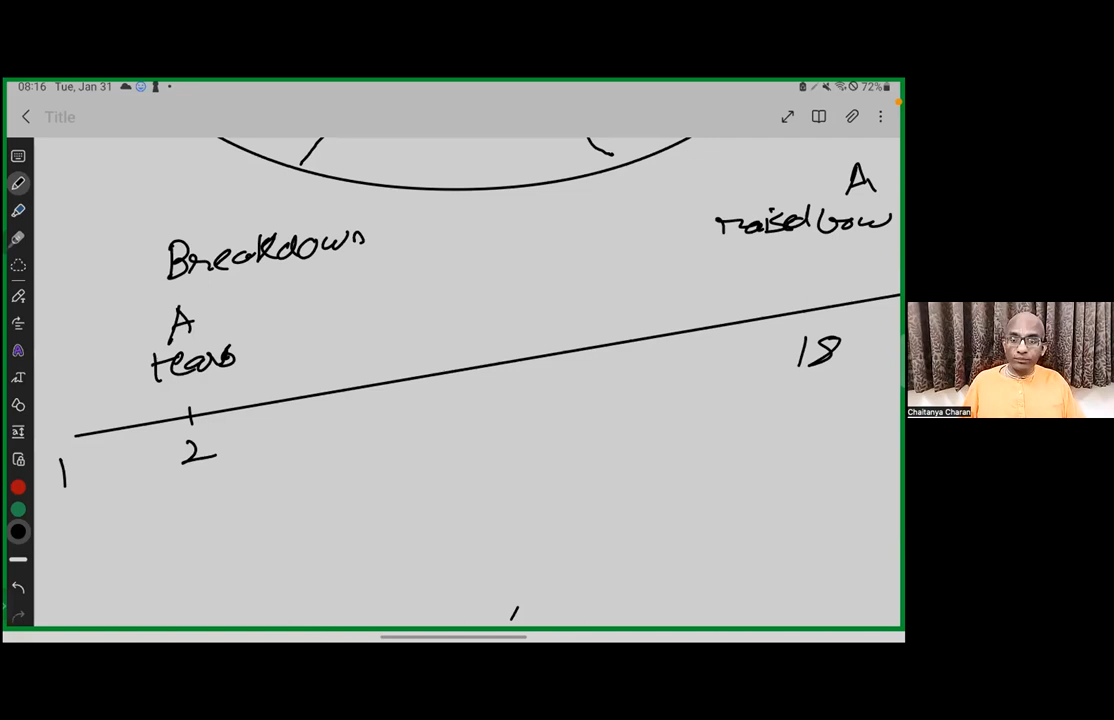 08:16 Tue, Jan 31
72%
Title
A
raised bow
Breakdown
A
tears
18
2
1
Chaitanya Charan